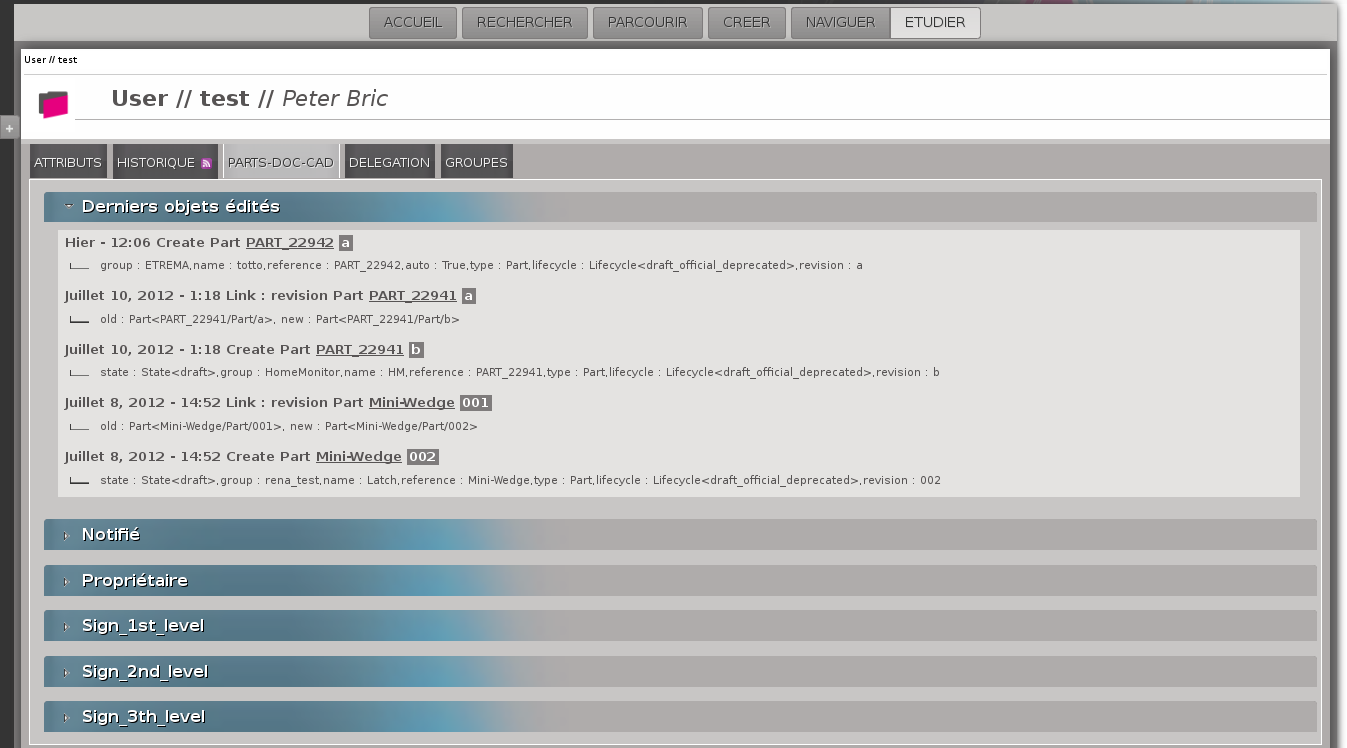 ACCUEIL RECHERCHER PARCOURIR CREER NAVIGUER ETUDIER
User // test
User // test // Peter Bric
+
ATTRIBUTS HISTORIQUE PARTS-DOC-CAD DELEGATION GROUPES
Derniers objets édités
Hier - 12:06 Create Part PART_22942 a
group : ETREMA,name : totto,reference : PART_22942,auto : True,type : Part,lifecycle : Lifecycle<draft_official_deprecated>,revision : a
Juillet 10, 2012 - 1:18 Link : revision Part PART_22941 a
old : Part<PART_22941/Part/a>, new : Part<PART_22941/Part/b>
Juillet 10, 2012 - 1:18 Create Part PART_22941 b
state : State<draft>,group : HomeMonitor,name : HM,reference : PART_22941,type : Part,lifecycle : Lifecycle<draft_official_deprecated>,revision : b
Juillet 8, 2012 - 14:52 Link : revision Part Mini-Wedge 001
old : Part<Mini-Wedge/Part/001>, new : Part<Mini-Wedge/Part/002>
Juillet 8, 2012 - 14:52 Create Part Mini-Wedge 002
state : State<draft>,group : rena_test,name : Latch,reference : Mini-Wedge,type : Part,lifecycle : Lifecycle<draft_official_deprecated>,revision : 002
Notifié
Propriétaire
Sign_1st_level
Sign_2nd_level
Sign_3th_level